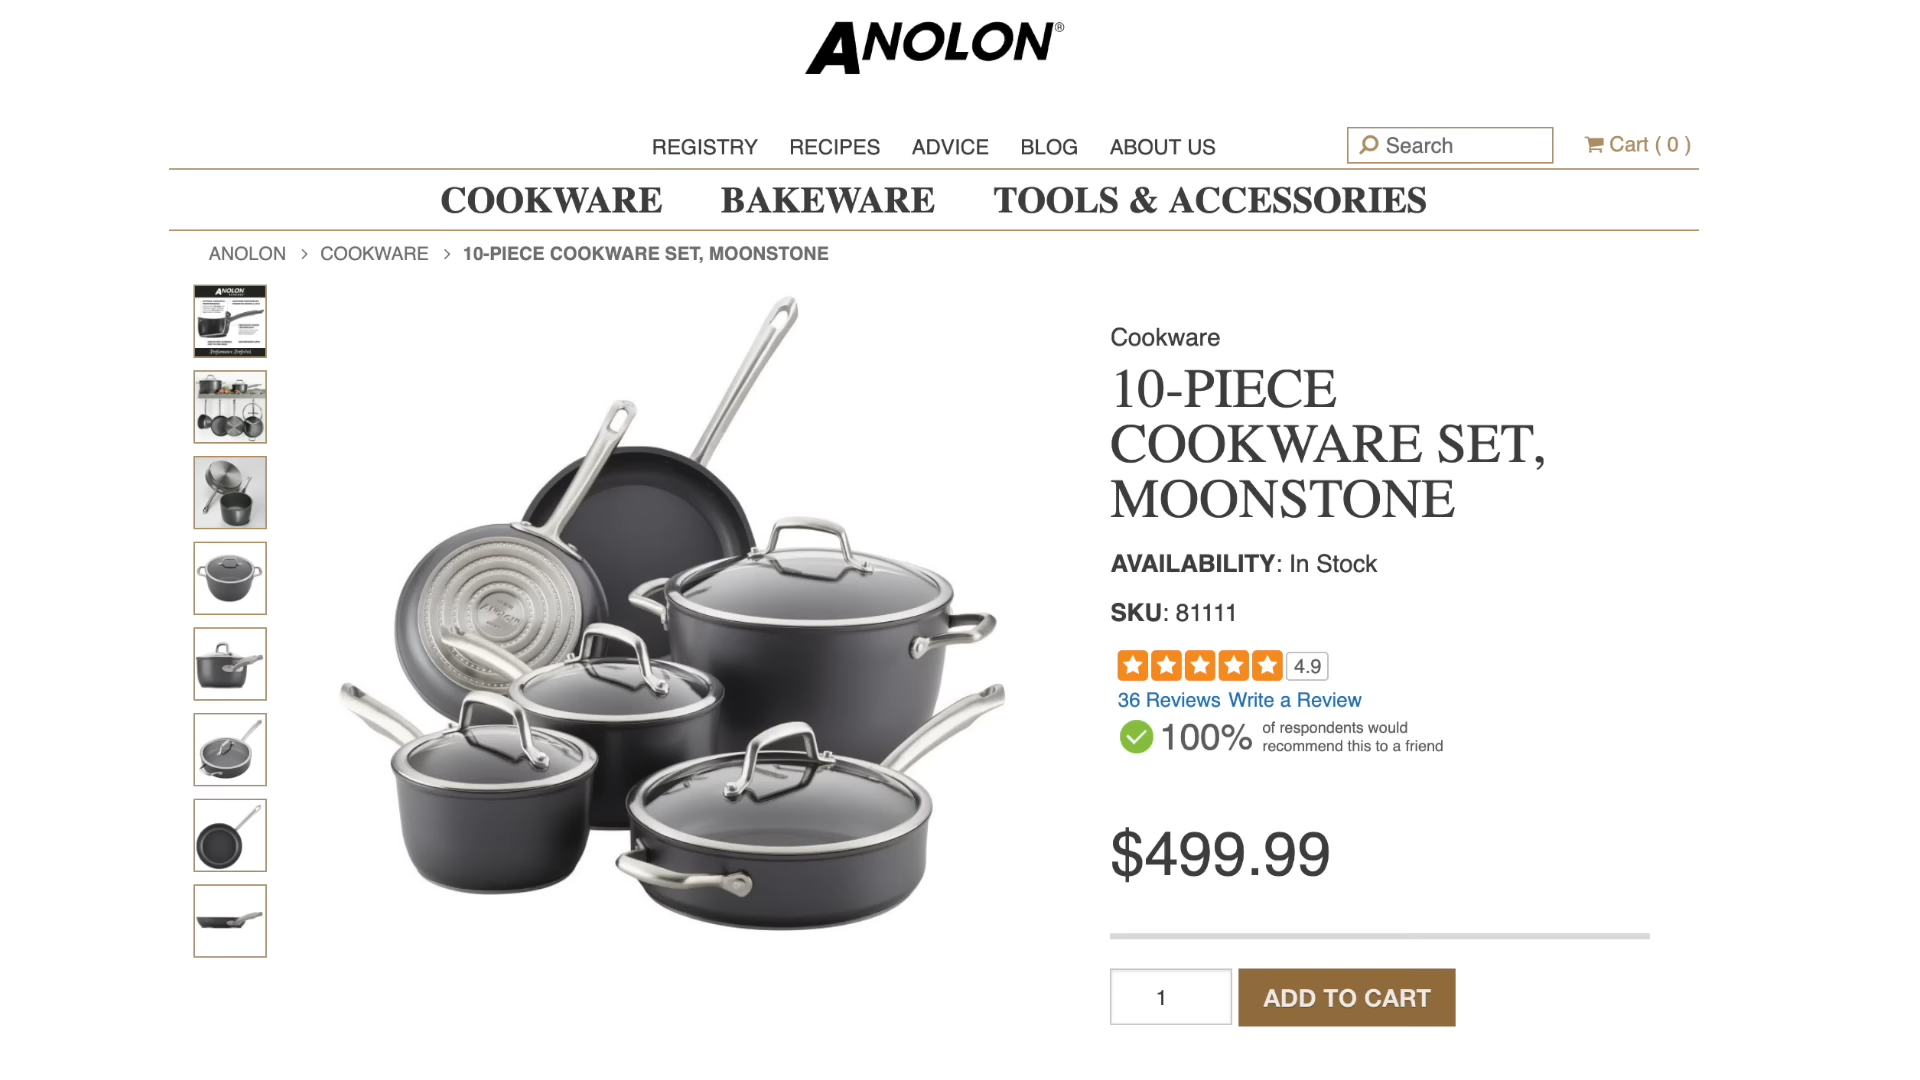 ANOLON®
REGISTRY RECIPES ADVICE BLOG ABOUT US Search Cart ( 0 )
COOKWARE BAKEWARE TOOLS & ACCESSORIES
ANOLON > COOKWARE > 10-PIECE COOKWARE SET, MOONSTONE
ANOLON
Cookware
10-PIECE
COOKWARE SET,
MOONSTONE
AVAILABILITY: In Stock
SKU: 81111
4.9
36 Reviews Write a Review
100% of respondents would
recommend this to a friend
$499.99
1 ADD TO CART
ANOLON